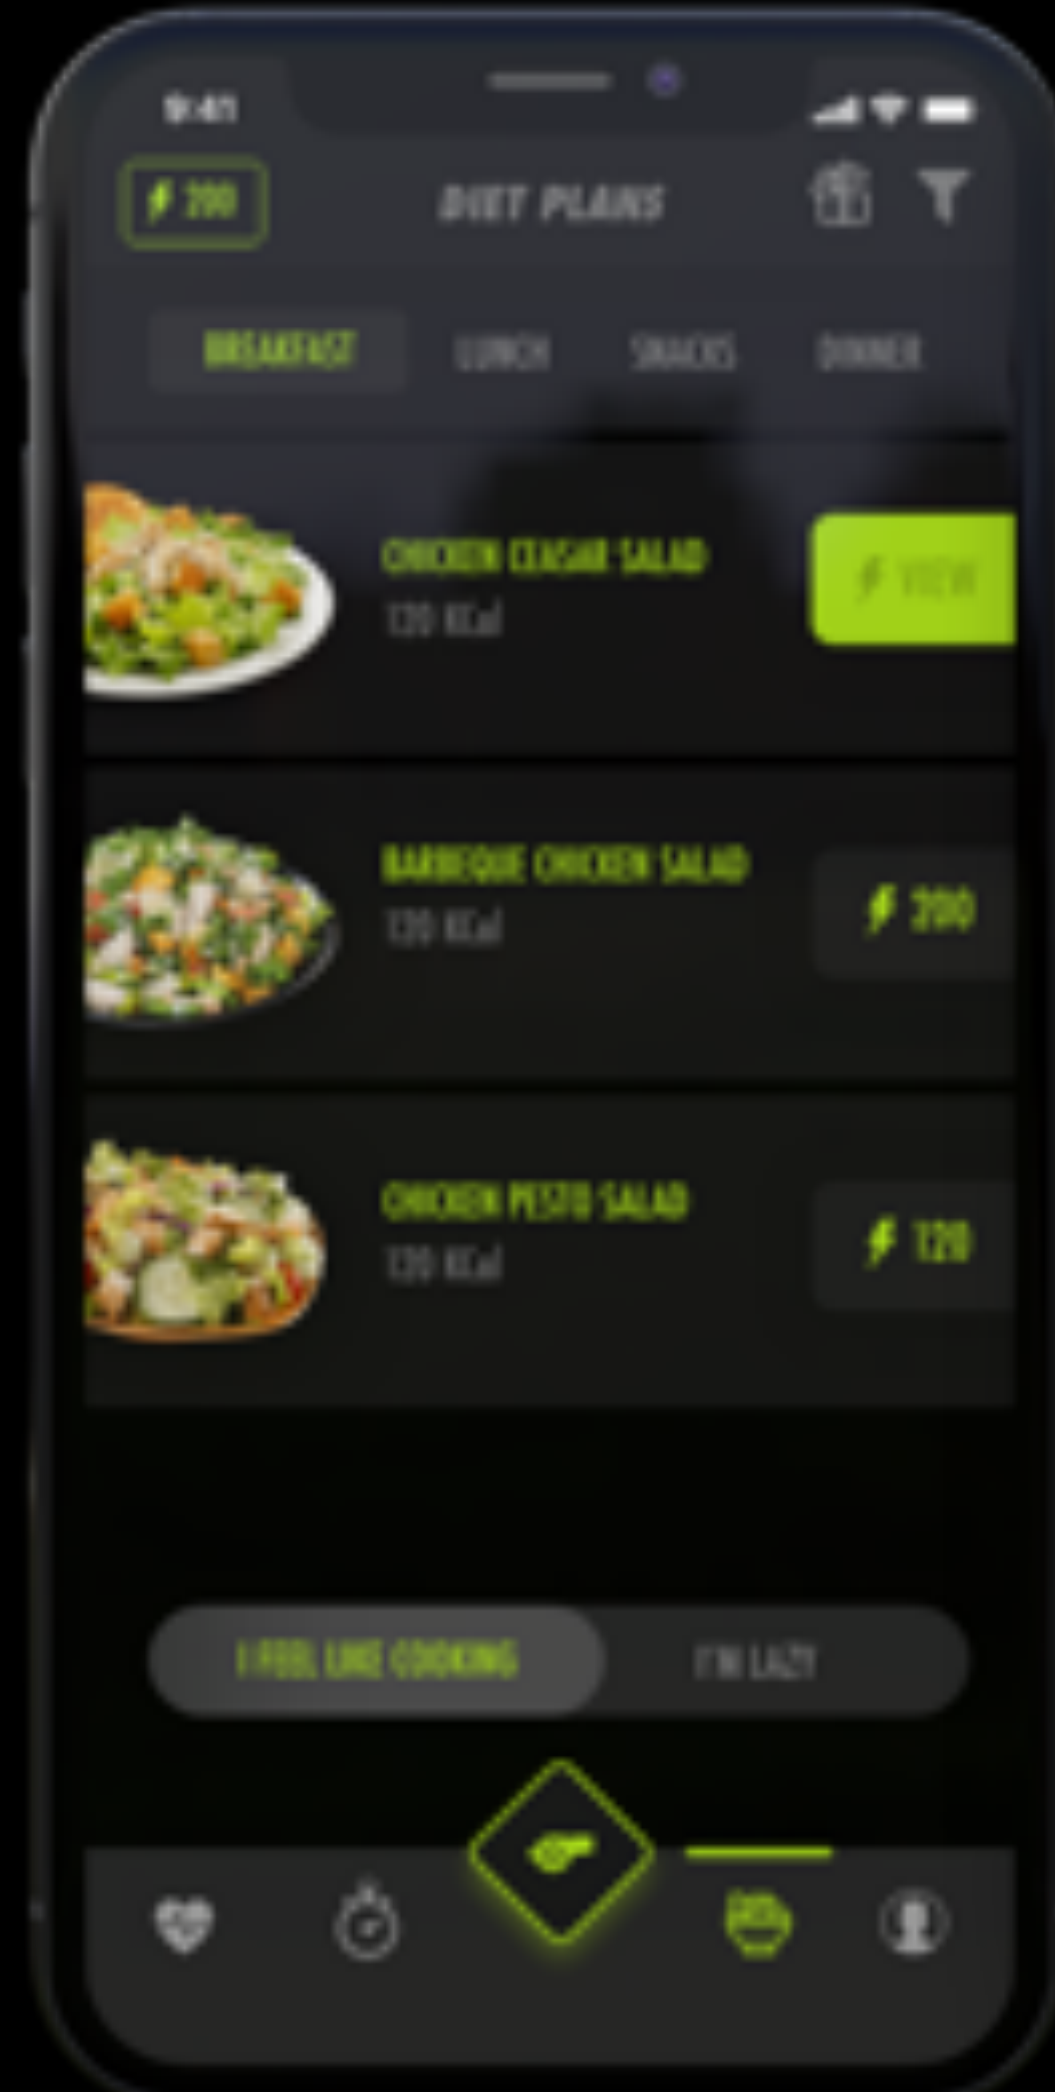 9:41
200
DIET PLANS
BREAKFAST LUNCH SNACKS DINNER
CHICKEN CEASAR SALAD
120 KCal
VIEW
BARBEQUE CHICKEN SALAD
120 KCal
200
CHICKEN PESTO SALAD
120 KCal
120
I FEEL LIKE COOKING
I'M LAZY